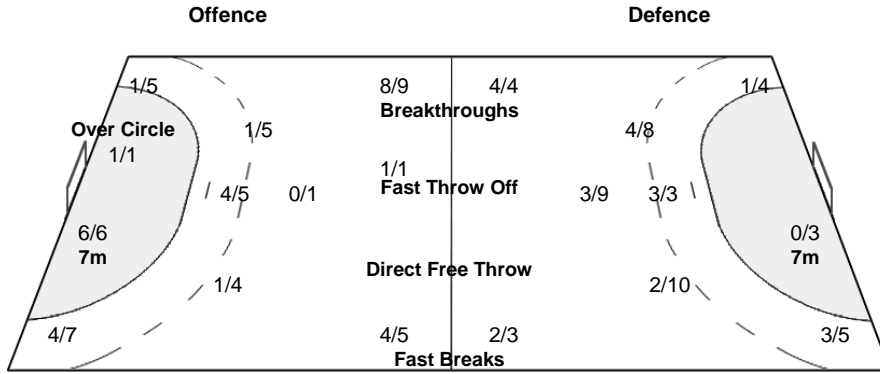 Offence Defence
1/5 8/9 4/4 1/4
Breakthroughs
Over Circle 1/5 4/8
1/1
1/1
Fast Throw Off
4/5 0/1 3/9 3/3
6/6 0/3
7m 7m
Direct Free Throw
1/4 2/10
4/7 4/5 2/3 3/5
Fast Breaks